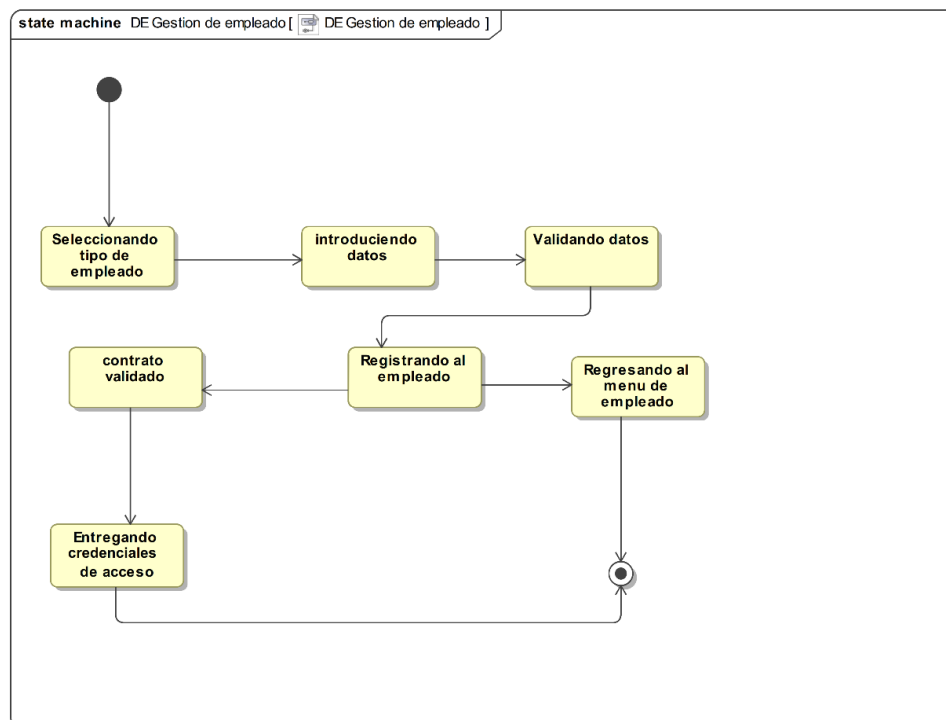 state machine DE Gestion de empleado [ DE Gestion de empleado ]
Seleccionando
tipo de
empleado
introduciendo
datos
Validando datos
contrato
validado
Registrando al
empleado
Regresando al
menu de
empleado
Entregando
credenciales
de acceso